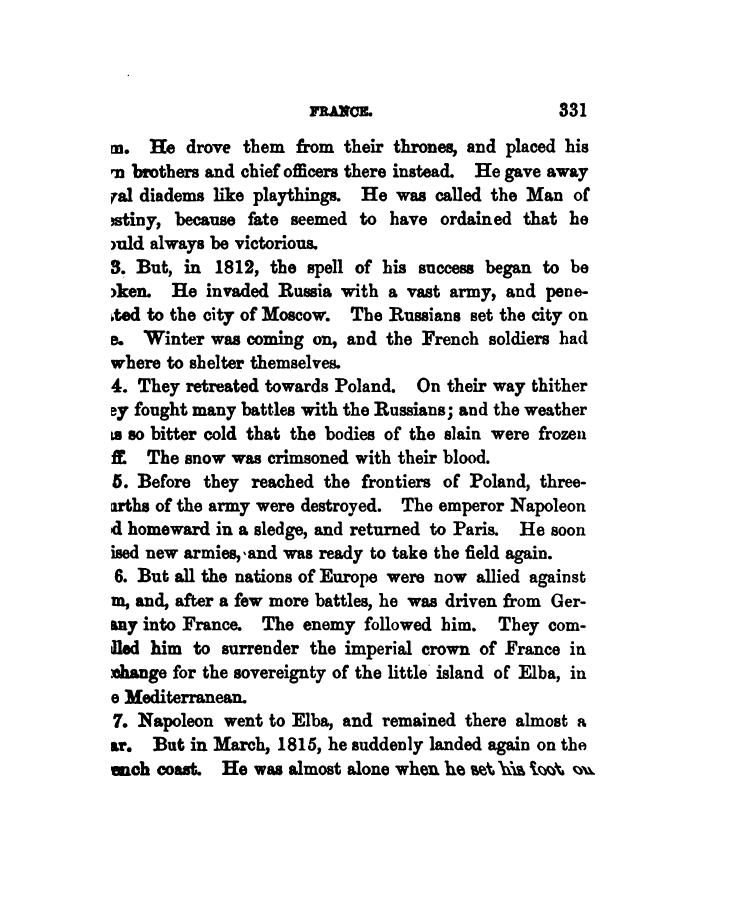 FRANCE. 331
m. He drove them from their thrones, and placed his
n brothers and chief officers there instead. He gave away
yal diadems like playthings. He was called the Man of
stiny, because fate seemed to have ordained that he
ould always be victorious.
3. But, in 1812, the spell of his success began to be
oken. He invaded Russia with a vast army, and pene-
ted to the city of Moscow. The Russians set the city on
e. Winter was coming on, and the French soldiers had
where to shelter themselves.
4. They retreated towards Poland. On their way thither
ey fought many battles with the Russians; and the weather
as so bitter cold that the bodies of the slain were frozen
ff. The snow was crimsoned with their blood.
5. Before they reached the frontiers of Poland, three-
urths of the army were destroyed. The emperor Napoleon
d homeward in a sledge, and returned to Paris. He soon
ised new armies, and was ready to take the field again.
6. But all the nations of Europe were now allied against
m, and, after a few more battles, he was driven from Ger-
any into France. The enemy followed him. They com-
lled him to surrender the imperial crown of France in
xchange for the sovereignty of the little island of Elba, in
e Mediterranean.
7. Napoleon went to Elba, and remained there almost a
ar. But in March, 1815, he suddenly landed again on the
ench coast. He was almost alone when he set his foot on